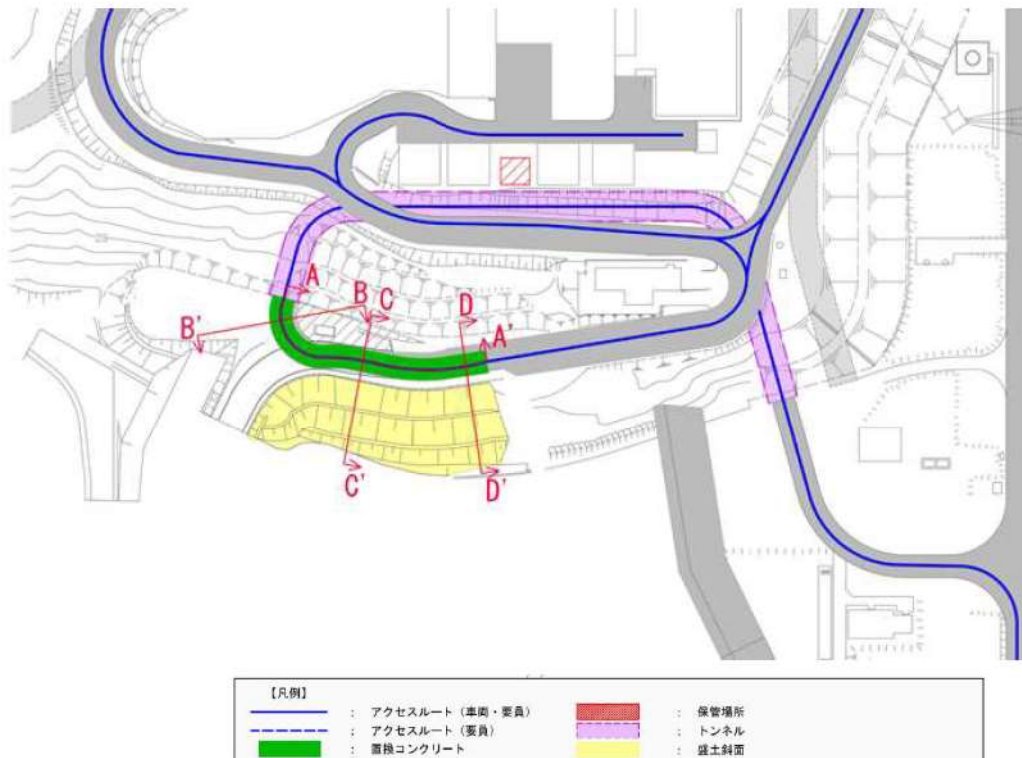 A
B
C
D
B'
A'
C'
D'
【凡例】
: アクセスルート（車両・要員） : 保管場所
: アクセスルート（要員） : トンネル
: 置換コンクリート : 盛土斜面